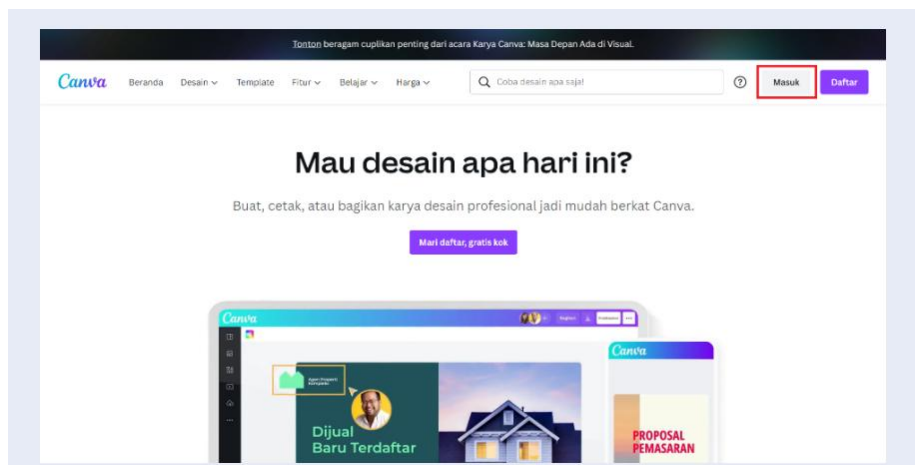 Tonton beragam cuplikan penting dari acara Karya Canva: Masa Depan Ada di Visual.
Canva Beranda Desain Template Fitur Belajar Harga Coba desain apa saja! Masuk Daftar
Mau desain apa hari ini?
Buat, cetak, atau bagikan karya desain profesional jadi mudah berkat Canva.
Mari daftar, gratis kok
Canva
Canva
Agen Properti
Dijual
Baru Terdaftar
PROPOSAL
PEMASARAN